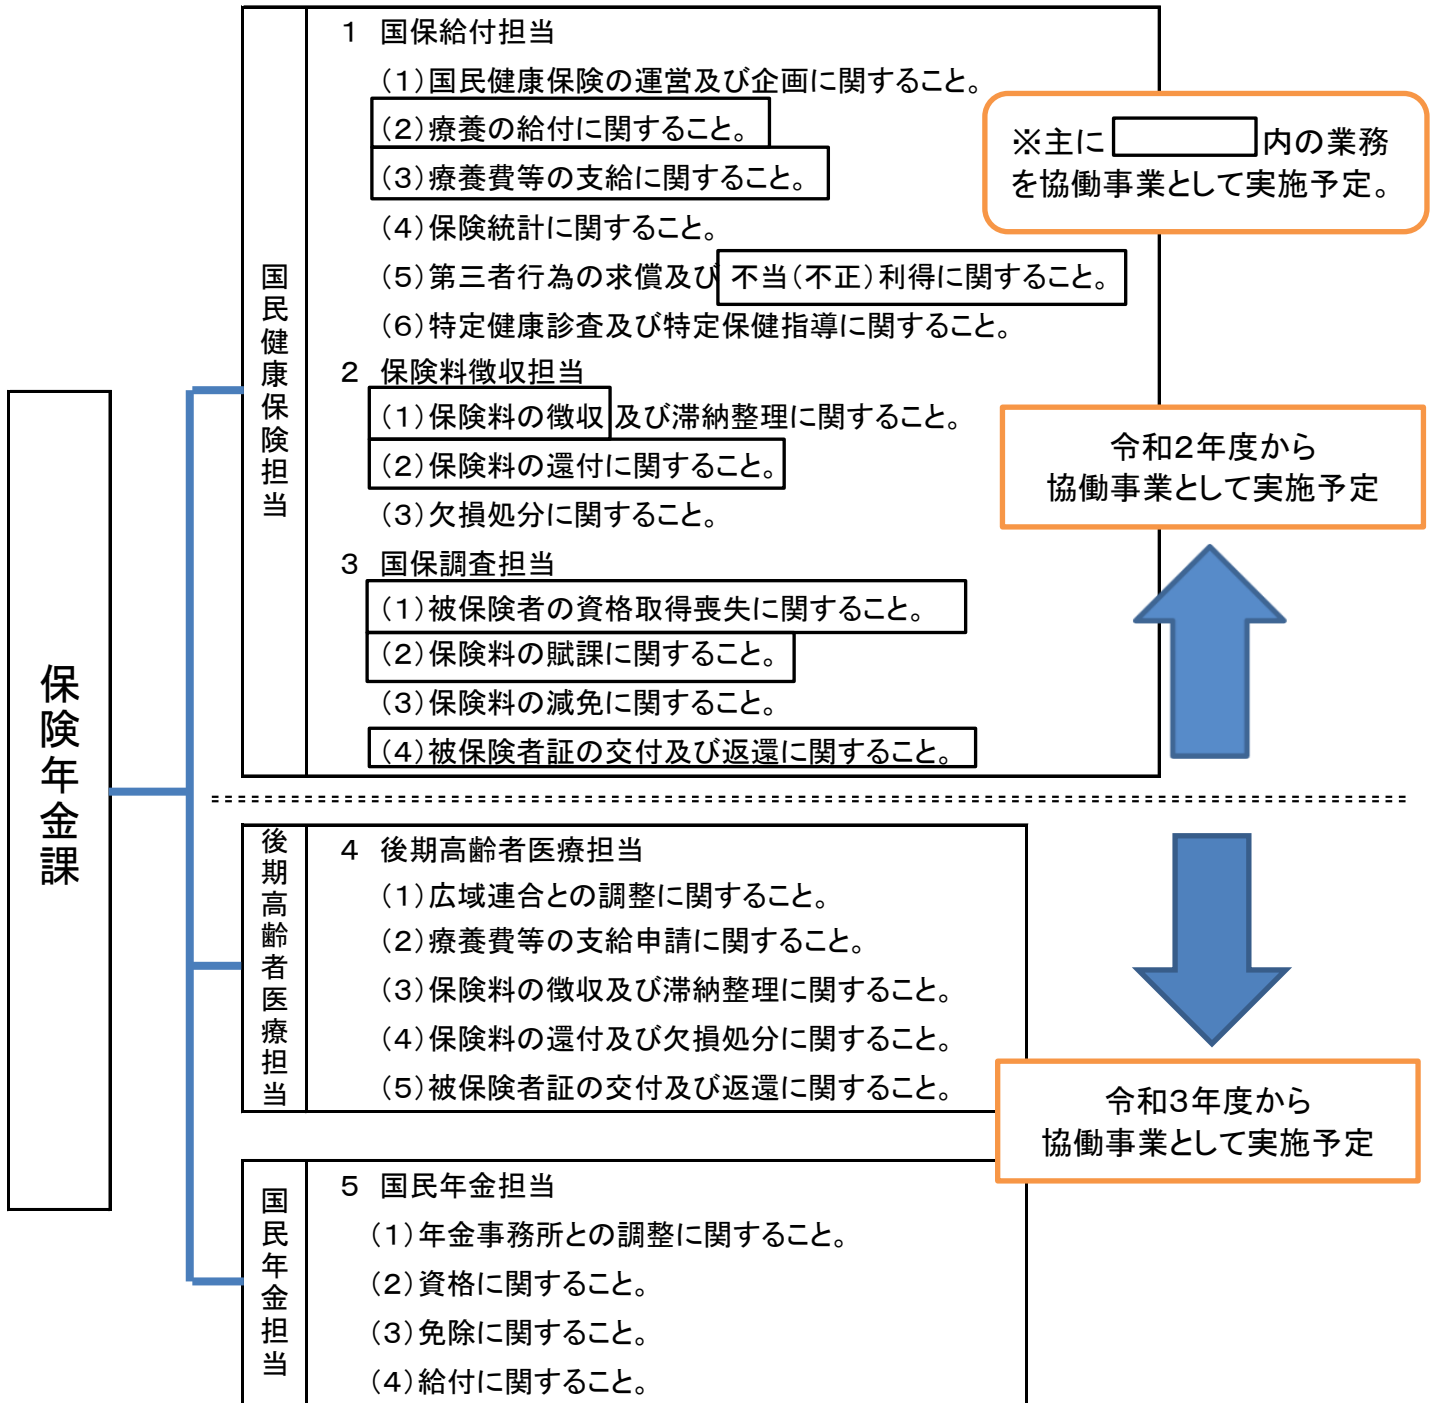 保険年金課
国民健康保険担当
1 国保給付担当
(1)国民健康保険の運営及び企画に関すること。
(2)療養の給付に関すること。
(3)療養費等の支給に関すること。
(4)保険統計に関すること。
(5)第三者行為の求償及び不当(不正)利得に関すること。
(6)特定健康診査及び特定保健指導に関すること。
2 保険料徴収担当
(1)保険料の徴収及び滞納整理に関すること。
(2)保険料の還付に関すること。
(3)欠損処分に関すること。
3 国保調査担当
(1)被保険者の資格取得喪失に関すること。
(2)保険料の賦課に関すること。
(3)保険料の減免に関すること。
(4)被保険者証の交付及び返還に関すること。
※主に 内の業務
を協働事業として実施予定。
令和2年度から
協働事業として実施予定
後期高齢者医療担当
4 後期高齢者医療担当
(1)広域連合との調整に関すること。
(2)療養費等の支給申請に関すること。
(3)保険料の徴収及び滞納整理に関すること。
(4)保険料の還付及び欠損処分に関すること。
(5)被保険者証の交付及び返還に関すること。
令和3年度から
協働事業として実施予定
国民年金担当
5 国民年金担当
(1)年金事務所との調整に関すること。
(2)資格に関すること。
(3)免除に関すること。
(4)給付に関すること。